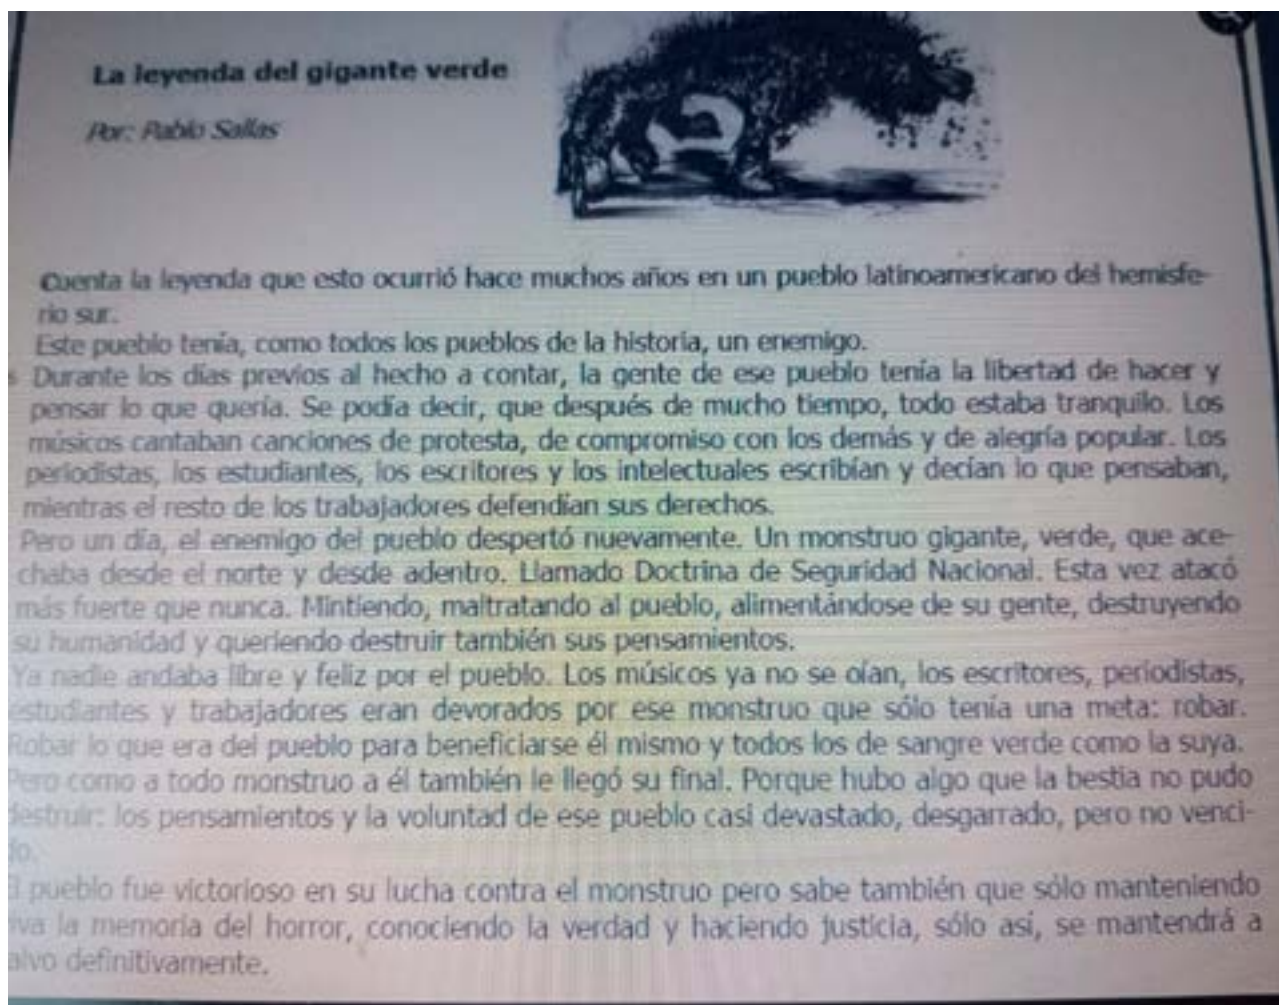 La leyenda del gigante verde
Por: Pablo Sallas
Cuenta la leyenda que esto ocurrió hace muchos años en un pueblo latinoamericano del hemisfe-
rio sur.
Este pueblo tenía, como todos los pueblos de la historia, un enemigo.
Durante los días previos al hecho a contar, la gente de ese pueblo tenía la libertad de hacer y
pensar lo que quería. Se podía decir, que después de mucho tiempo, todo estaba tranquilo. Los
músicos cantaban canciones de protesta, de compromiso con los demás y de alegría popular. Los
periodistas, los estudiantes, los escritores y los intelectuales escribían y decían lo que pensaban,
mientras el resto de los trabajadores defendían sus derechos.
Pero un día, el enemigo del pueblo despertó nuevamente. Un monstruo gigante, verde, que ace-
chaba desde el norte y desde adentro. Llamado Doctrina de Seguridad Nacional. Esta vez atacó
más fuerte que nunca. Mintiendo, maltratando al pueblo, alimentándose de su gente, destruyendo
su humanidad y queriendo destruir también sus pensamientos.
Ya nadie andaba libre y feliz por el pueblo. Los músicos ya no se oían, los escritores, periodistas,
estudiantes y trabajadores eran devorados por ese monstruo que sólo tenía una meta: robar.
Robar lo que era del pueblo para beneficiarse él mismo y todos los de sangre verde como la suya.
Pero como a todo monstruo a él también le llegó su final. Porque hubo algo que la bestia no pudo
destruir: los pensamientos y la voluntad de ese pueblo casi devastado, desgarrado, pero no venci-
do.
El pueblo fue victorioso en su lucha contra el monstruo pero sabe también que sólo manteniendo
iva la memoria del horror, conociendo la verdad y haciendo justicia, sólo así, se mantendrá a
alvo definitivamente.